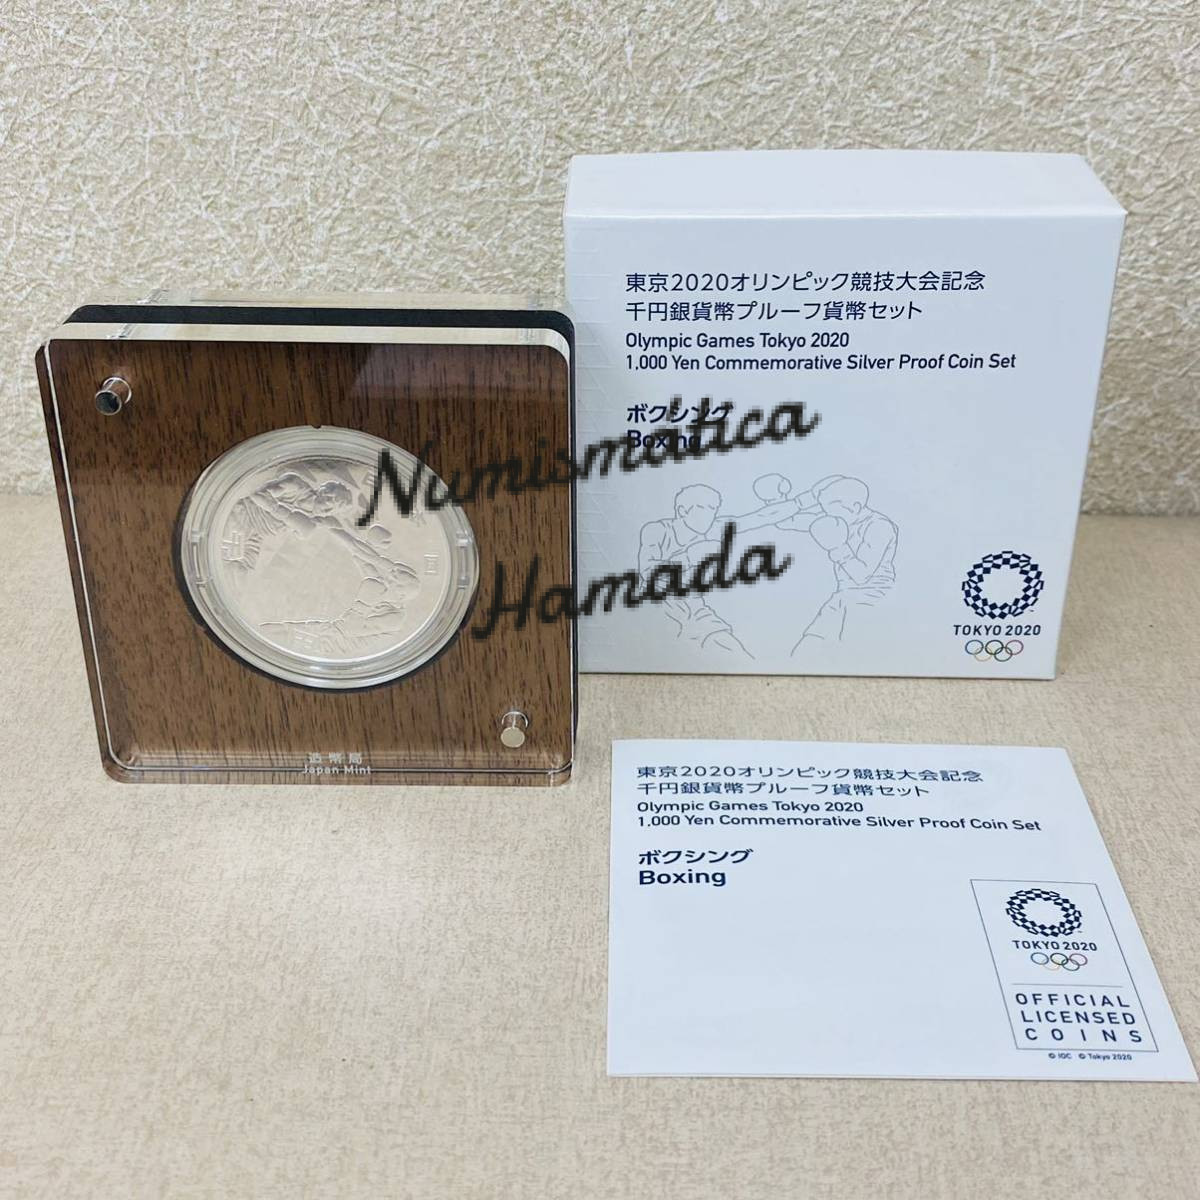 東京2020オリンピック競技大会記念
千円銀貨幣プルーフ貨幣セット
Olympic Games Tokyo 2020
1,000 Yen Commemorative Silver Proof Coin Set
ボクシング
Boxing
TOKYO 2020
Numismática
Hamada
千
円
造幣局
Japan Mint
東京2020オリンピック競技大会記念
千円銀貨幣プルーフ貨幣セット
Olympic Games Tokyo 2020
1,000 Yen Commemorative Silver Proof Coin Set
ボクシング
Boxing
TOKYO 2020
OFFICIAL
LICENSED
COINS
© IOC © Tokyo 2020